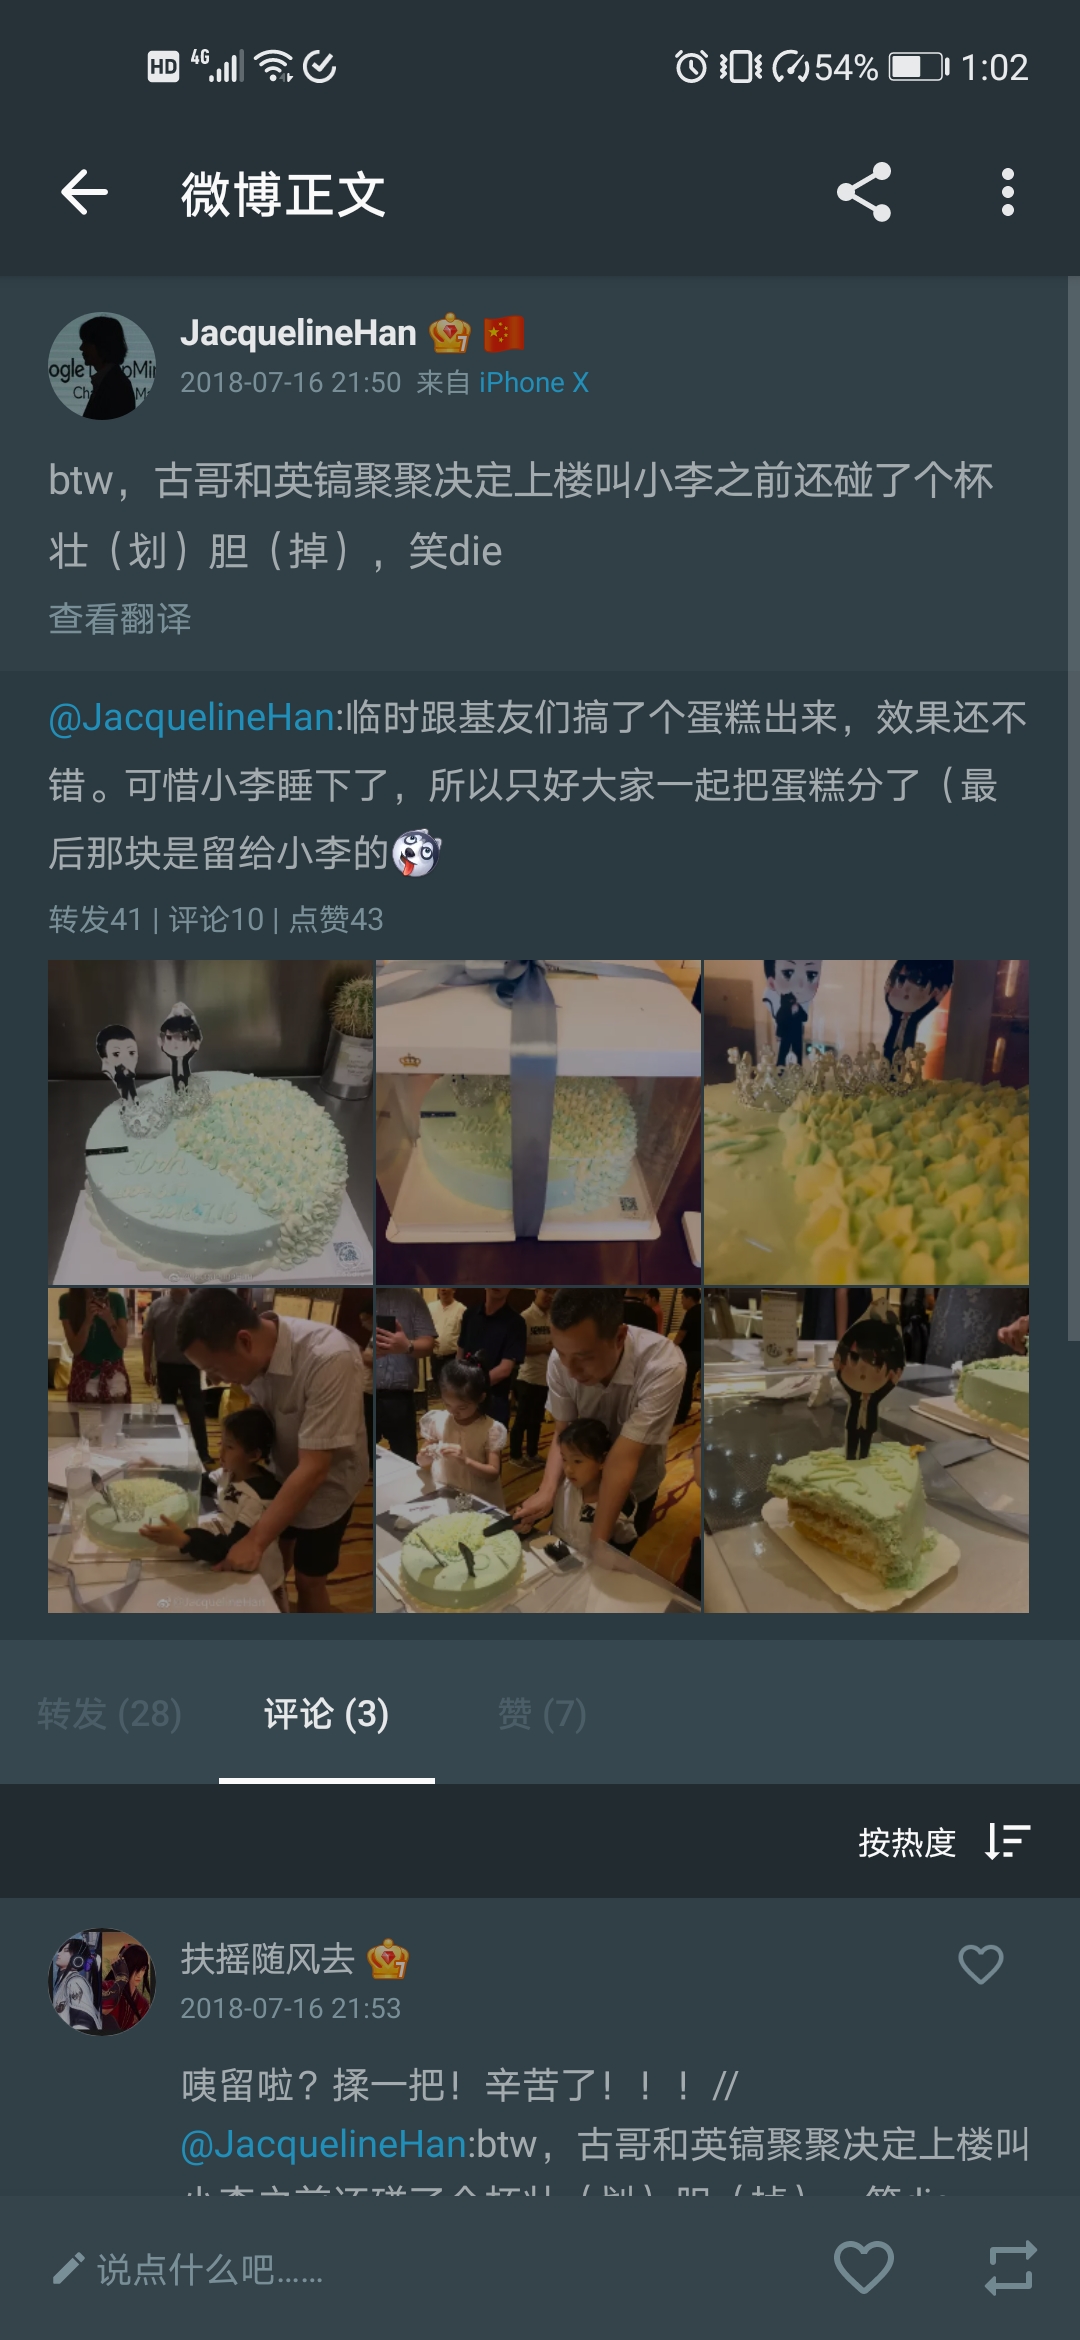 HD 4G 54% 1:02
微博正文
JacquelineHan
2018-07-16 21:50 来自 iPhone X
btw，古哥和英镐聚聚决定上楼叫小李之前还碰了个杯
壮（划）胆（掉），笑die
查看翻译
@JacquelineHan:临时跟基友们搞了个蛋糕出来，效果还不
错。可惜小李睡下了，所以只好大家一起把蛋糕分了（最
后那块是留给小李的
转发41 | 评论10 | 点赞43
转发 (28) 评论 (3) 赞 (7)
按热度
扶摇随风去
2018-07-16 21:53
咦留啦？揉一把！辛苦了！！！//
@JacquelineHan:btw，古哥和英镐聚聚决定上楼叫
说点什么吧......